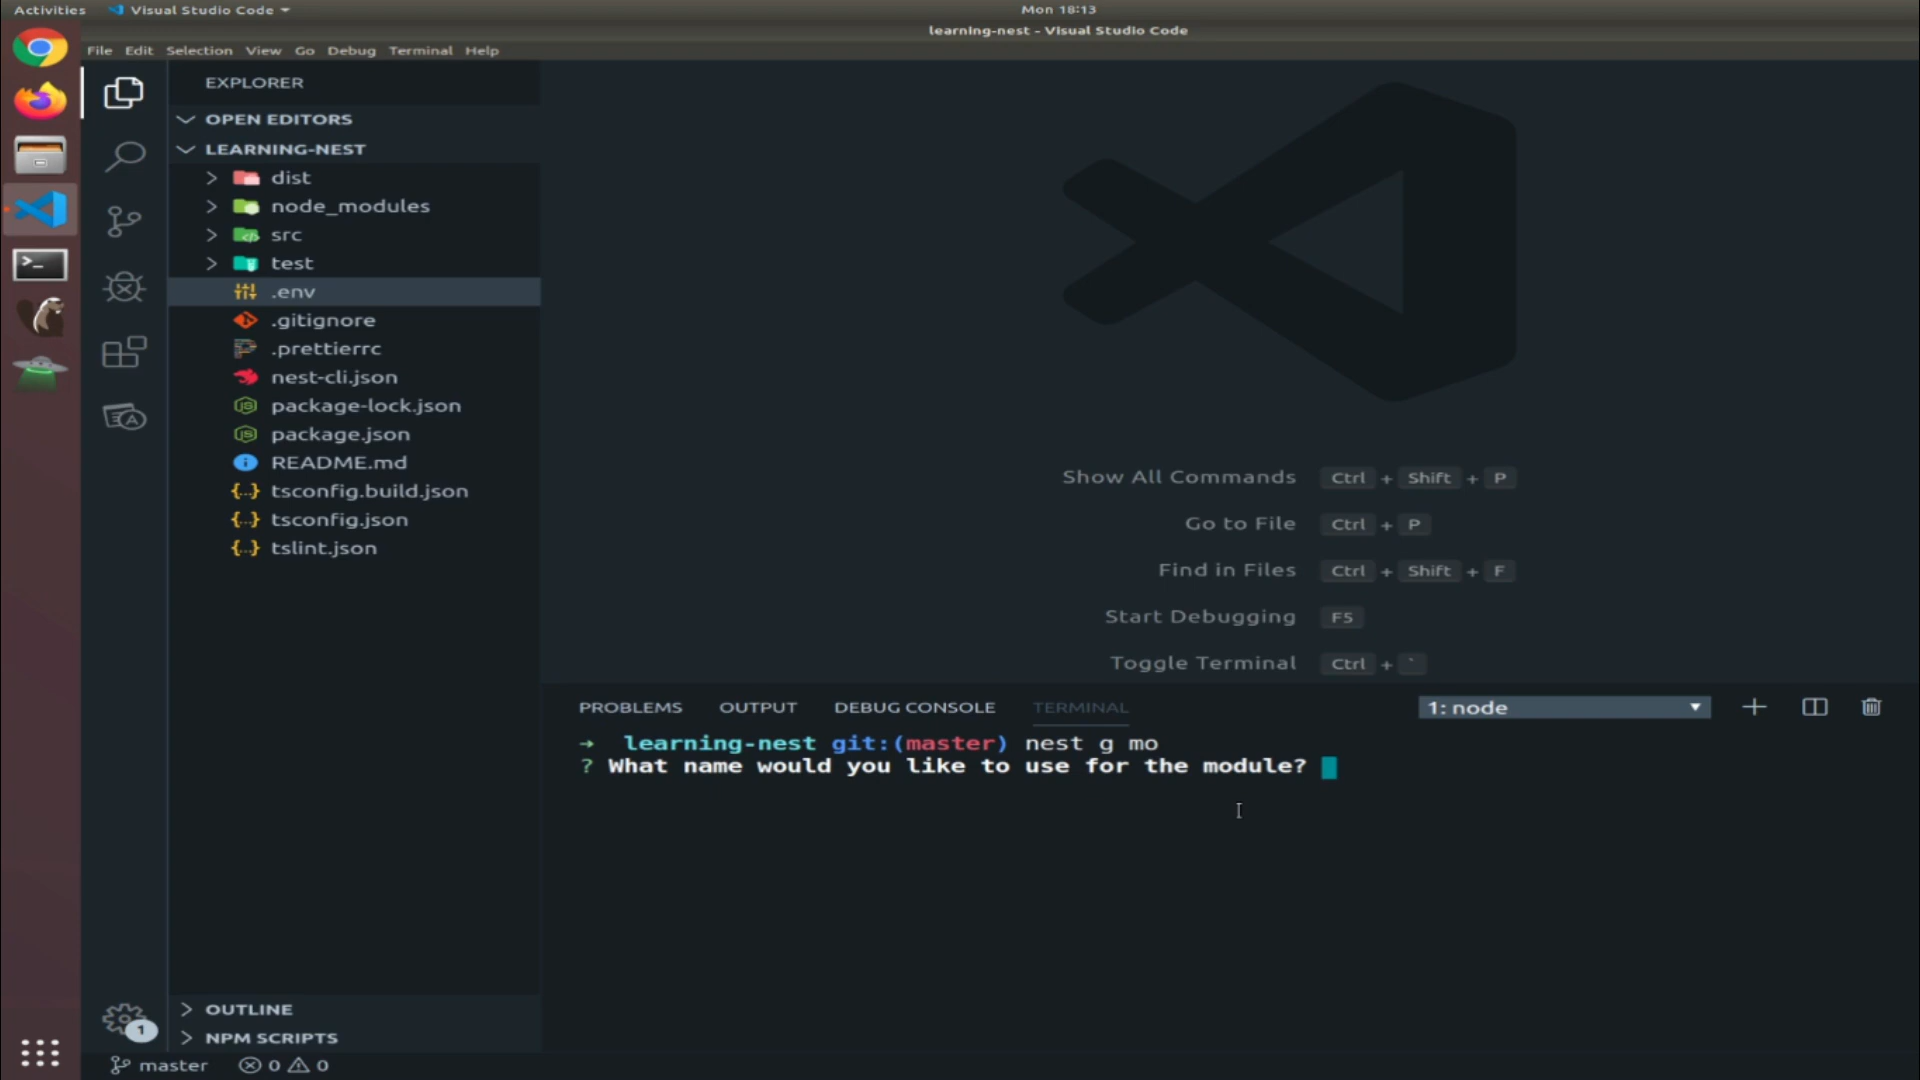 Activities Visual Studio Code Mon 18:13
learning-nest - Visual Studio Code
File Edit Selection View Go Debug Terminal Help
EXPLORER
OPEN EDITORS
LEARNING-NEST
dist
node_modules
src
test
.env
.gitignore
.prettierrc
nest-cli.json
package-lock.json
package.json
README.md
tsconfig.build.json
tsconfig.json
tslint.json
OUTLINE
NPM SCRIPTS
Show All Commands Ctrl + Shift + P
Go to File Ctrl + P
Find in Files Ctrl + Shift + F
Start Debugging F5
Toggle Terminal Ctrl + `
PROBLEMS OUTPUT DEBUG CONSOLE TERMINAL 1: node
→ learning-nest git:(master) nest g mo
? What name would you like to use for the module?
1
master 0 0